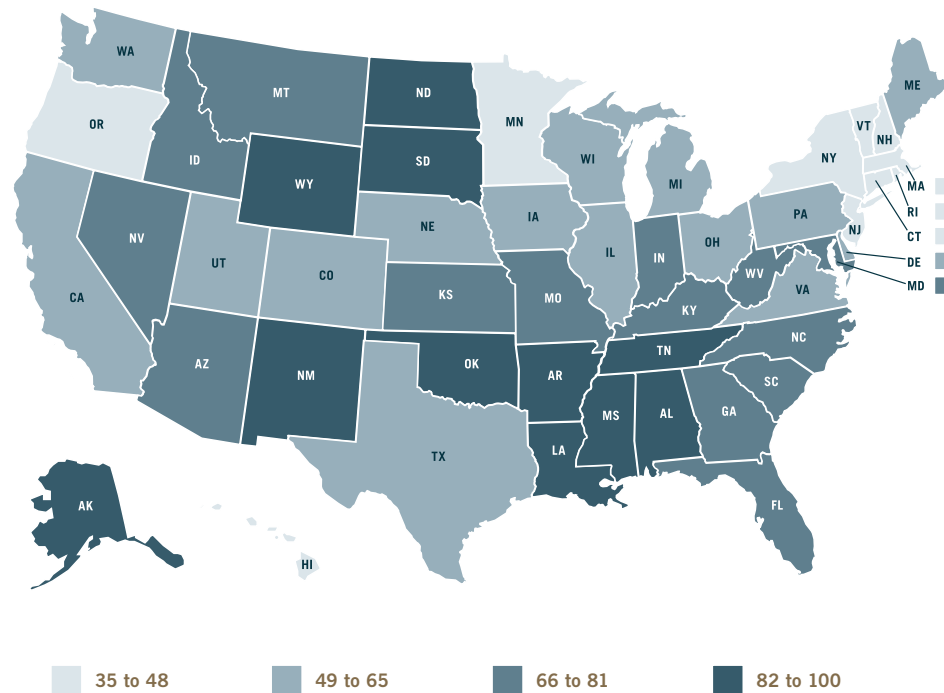 WA
ME
MT
ND
VT
MN
OR
NH
NY
WI
ID
SD
WY
MI
MA
RI
IA
PA
NE
NJ
CT
NV
OH
IL
IN
UT
DE
CO
WV
MD
VA
CA
KS
MO
KY
NC
TN
AZ
OK
NM
AR
SC
GA
MS
AL
LA
TX
FL
AK
HI
35 to 48 49 to 65 66 to 81 82 to 100